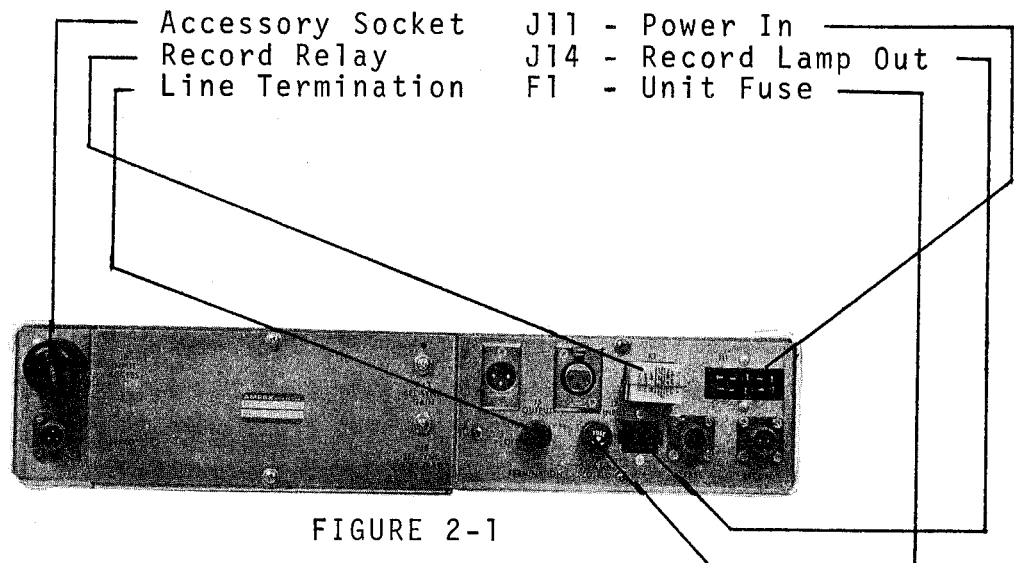 Accessory Socket
Record Relay
Line Termination
J11 - Power In
J14 - Record Lamp Out
F1 - Unit Fuse
AMPEX
FIGURE 2-1